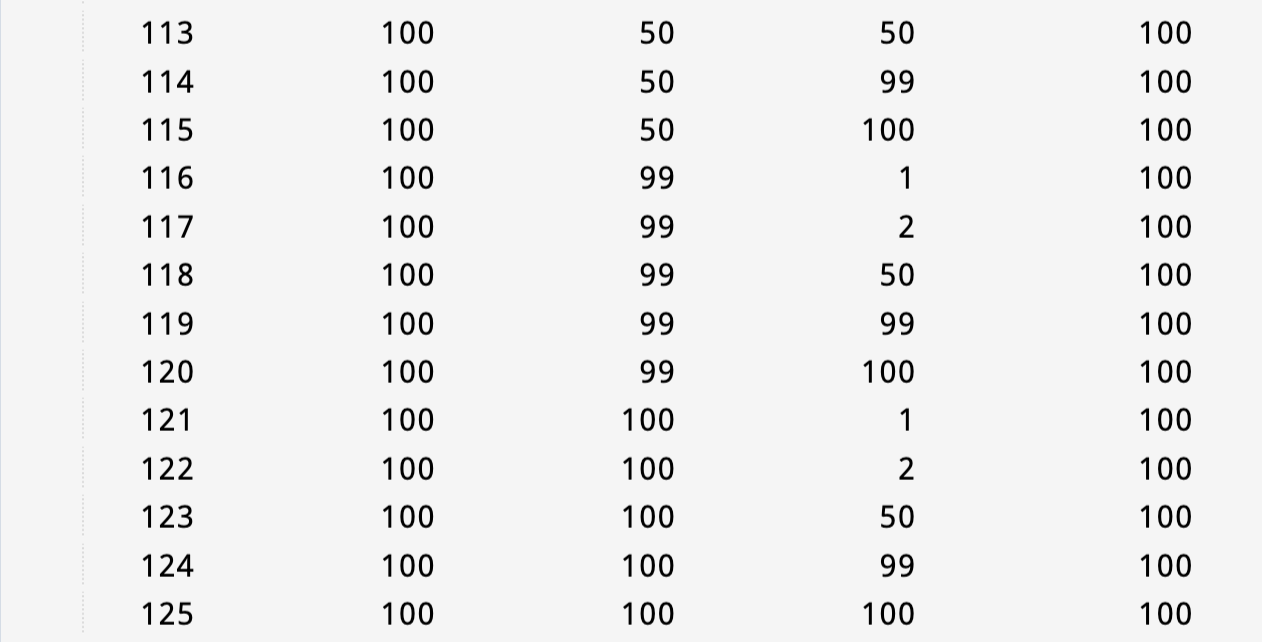 113 100 50 50 100
114 100 50 99 100
115 100 50 100 100
116 100 99 1 100
117 100 99 2 100
118 100 99 50 100
119 100 99 99 100
120 100 99 100 100
121 100 100 1 100
122 100 100 2 100
123 100 100 50 100
124 100 100 99 100
125 100 100 100 100